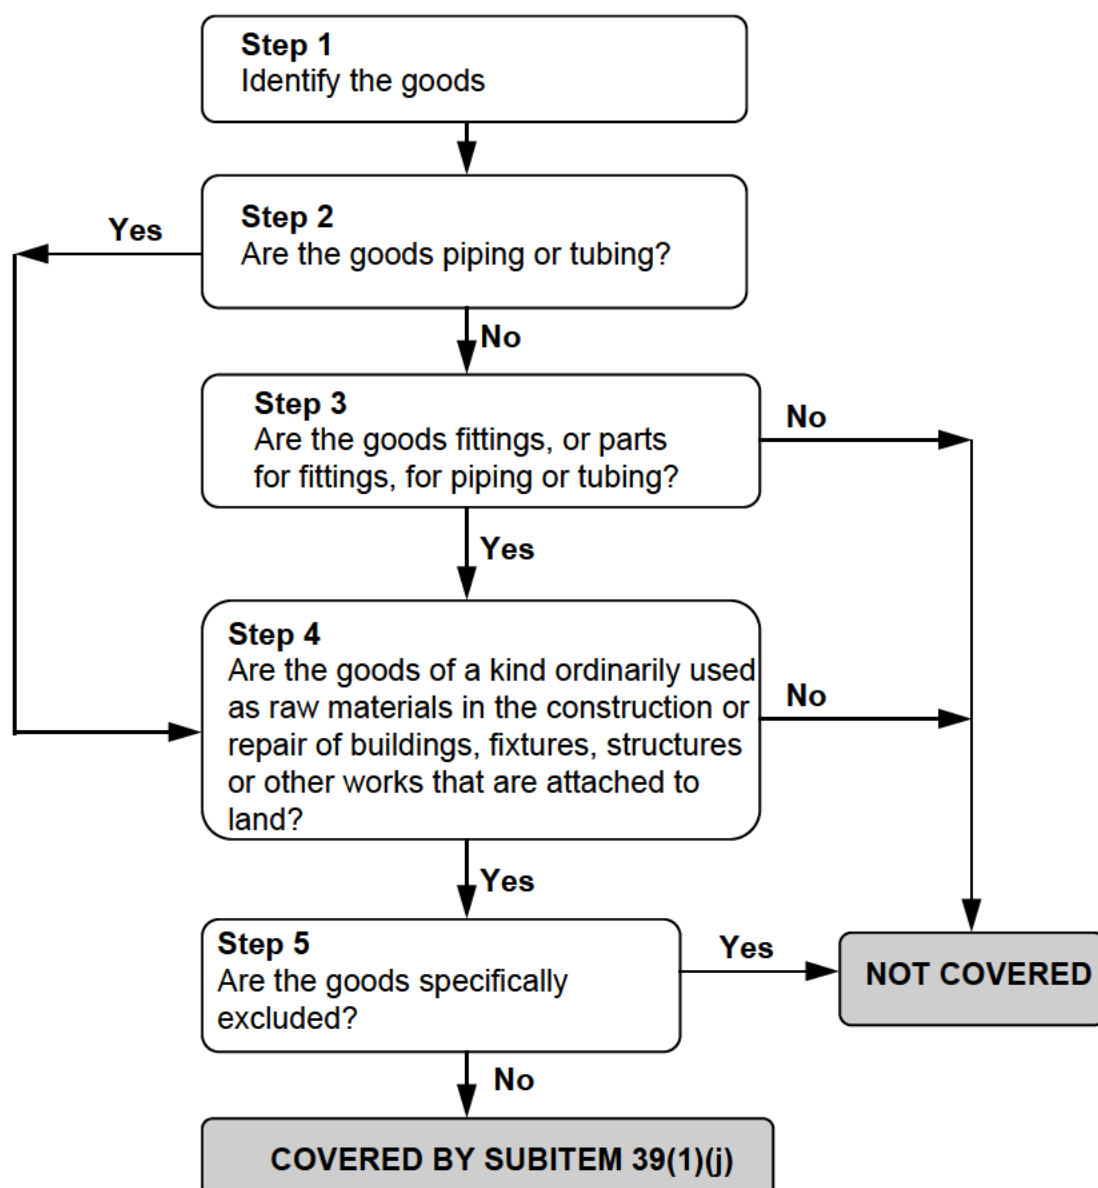 Step 1
Identify the goods
Step 2
Are the goods piping or tubing?
Yes
No
Step 3
Are the goods fittings, or parts
for fittings, for piping or tubing?
No
Yes
Step 4
Are the goods of a kind ordinarily used
as raw materials in the construction or
repair of buildings, fixtures, structures
or other works that are attached to
land?
No
Yes
Step 5
Are the goods specifically
excluded?
Yes
NOT COVERED
No
COVERED BY SUBITEM 39(1)(j)